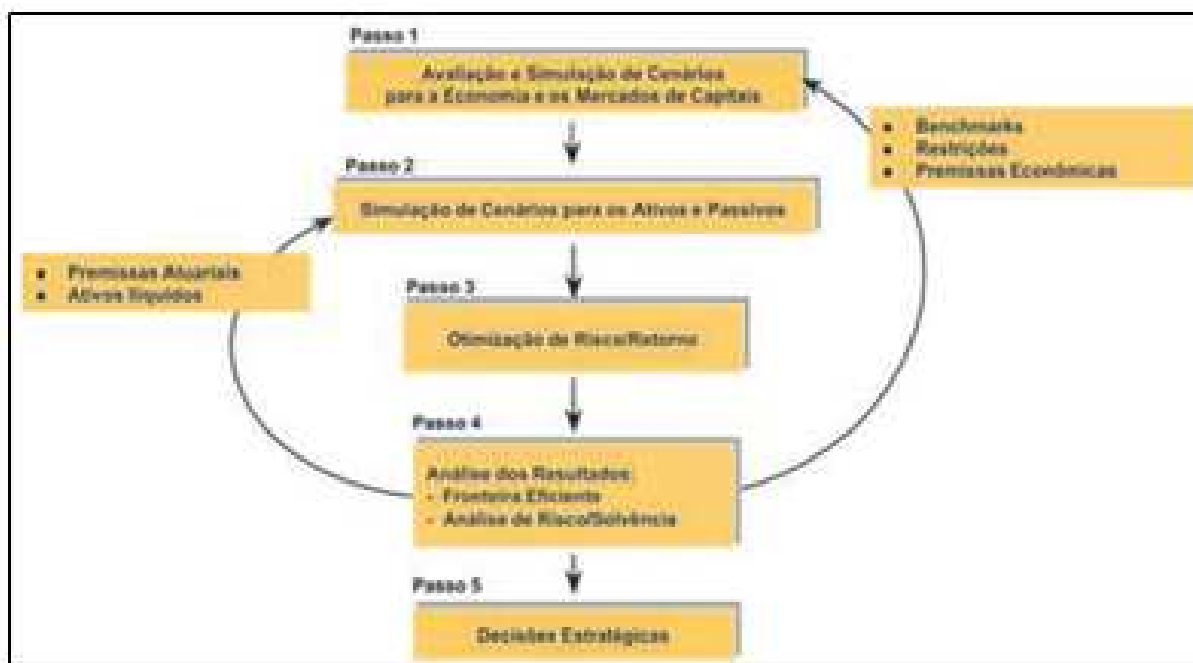 Passo 1
Avaliação e Simulação de Cenários
para a Economia e os Mercados de Capitais
• Benchmarks
• Restrições
• Premissas Econômicas
Passo 2
Simulação de Cenários para os Ativos e Passivos
• Premissas Atuariais
• Ativos Ilíquidos
Passo 3
Otimização de Risco/Retorno
Passo 4
Análise dos Resultados:
- Fronteira Eficiente
- Análise de Risco/Solvência
Passo 5
Decisões Estratégicas